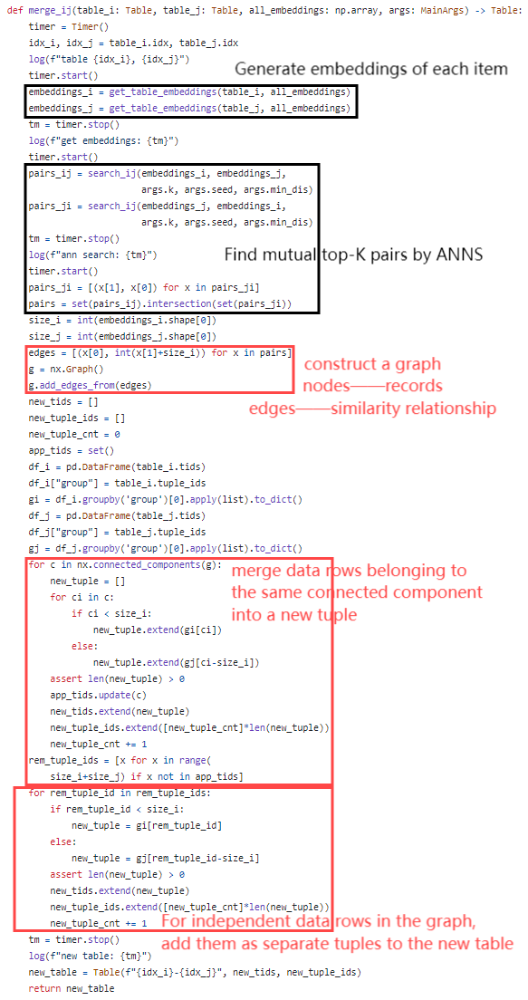 def merge_ij(table_i: Table, table_j: Table, all_embeddings: np.array, args: MainArgs) -> Table:
timer = Timer()
idx_i, idx_j = table_i.idx, table_j.idx
log(f"table {idx_i}, {idx_j}")
timer.start()
Generate embeddings of each item
embeddings_i = get_table_embeddings(table_i, all_embeddings)
embeddings_j = get_table_embeddings(table_j, all_embeddings)
tm = timer.stop()
log(f"get embeddings: {tm}")
timer.start()
pairs_ij = search_ij(embeddings_i, embeddings_j,
args.k, args.seed, args.min_dis)
pairs_ji = search_ij(embeddings_j, embeddings_i,
args.k, args.seed, args.min_dis)
tm = timer.stop()
log(f"ann search: {tm}")
Find mutual top-K pairs by ANNS
timer.start()
pairs_ji = [(x[1], x[0]) for x in pairs_ji]
pairs = set(pairs_ij).intersection(set(pairs_ji))
size_i = int(embeddings_i.shape[0])
size_j = int(embeddings_j.shape[0])
edges = [(x[0], int(x[1]+size_i)) for x in pairs]
g = nx.Graph()
g.add_edges_from(edges)
construct a graph
nodes——records
edges——similarity relationship
new_tids = []
new_tuple_ids = []
new_tuple_cnt = 0
app_tids = set()
df_i = pd.DataFrame(table_i.tids)
df_i["group"] = table_i.tuple_ids
gi = df_i.groupby('group')[0].apply(list).to_dict()
df_j = pd.DataFrame(table_j.tids)
df_j["group"] = table_j.tuple_ids
gj = df_j.groupby('group')[0].apply(list).to_dict()
for c in nx.connected_components(g):
new_tuple = []
for ci in c:
if ci < size_i:
new_tuple.extend(gi[ci])
else:
new_tuple.extend(gj[ci-size_i])
merge data rows belonging to
the same connected component
into a new tuple
assert len(new_tuple) > 0
app_tids.update(c)
new_tids.extend(new_tuple)
new_tuple_ids.extend([new_tuple_cnt]*len(new_tuple))
new_tuple_cnt += 1
rem_tuple_ids = [x for x in range(
size_i+size_j) if x not in app_tids]
for rem_tuple_id in rem_tuple_ids:
if rem_tuple_id < size_i:
new_tuple = gi[rem_tuple_id]
else:
new_tuple = gj[rem_tuple_id-size_i]
assert len(new_tuple) > 0
new_tids.extend(new_tuple)
new_tuple_ids.extend([new_tuple_cnt]*len(new_tuple))
new_tuple_cnt += 1
For independent data rows in the graph,
add them as separate tuples to the new table
tm = timer.stop()
log(f"new table: {tm}")
new_table = Table(f"{idx_i}-{idx_j}", new_tids, new_tuple_ids)
return new_table